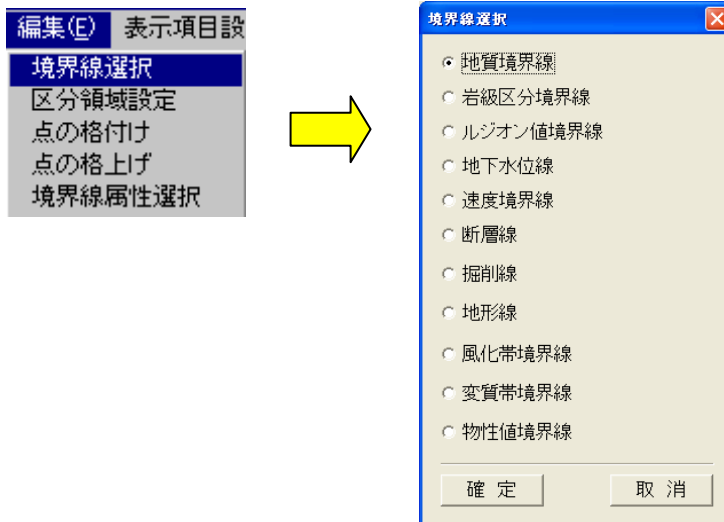 編集(E) 表示項目設
境界線選択
区分領域設定
点の格付け
点の格上げ
境界線属性選択
境界線選択
地質境界線
岩級区分境界線
ルジオン値境界線
地下水位線
速度境界線
断層線
掘削線
地形線
風化帯境界線
変質帯境界線
物性値境界線
確 定 取 消